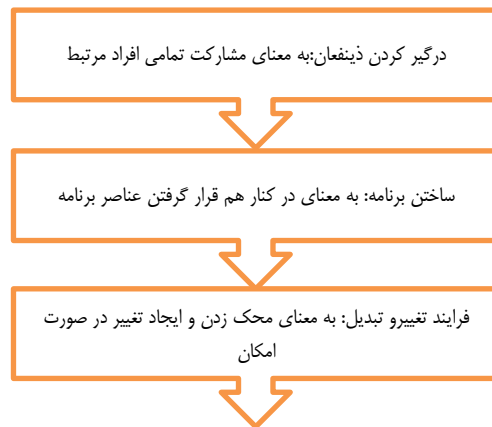 درگیر کردن ذینفعان:به معنای مشارکت تمامی افراد مرتبط
ساختن برنامه: به معنای در کنار هم قرار گرفتن عناصر برنامه
فرایند تغییرو تبدیل: به معنای محک زدن و ایجاد تغییر در صورت
امکان